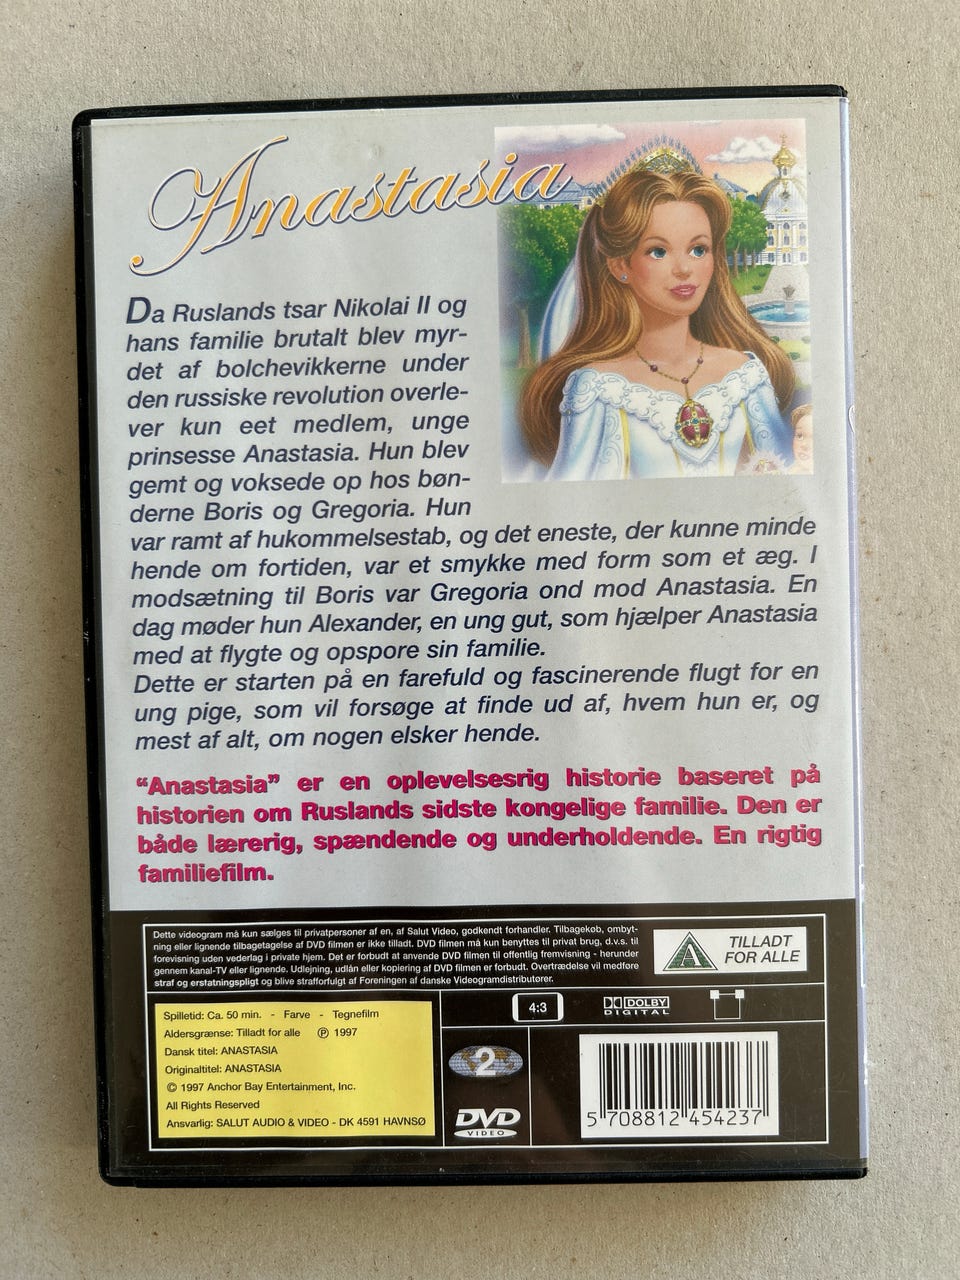 Anastasia
Da Ruslands tsar Nikolai II og
hans familie brutalt blev myr-
det af bolchevikkerne under
den russiske revolution overle-
ver kun eet medlem, unge
prinsesse Anastasia. Hun blev
gemt og voksede op hos bøn-
derne Boris og Gregoria. Hun
var ramt af hukommelsestab, og det eneste, der kunne minde
hende om fortiden, var et smykke med form som et æg. I
modsætning til Boris var Gregoria ond mod Anastasia. En
dag møder hun Alexander, en ung gut, som hjælper Anastasia
med at flygte og opspore sin familie.
Dette er starten på en farefuld og fascinerende flugt for en
ung pige, som vil forsøge at finde ud af, hvem hun er, og
mest af alt, om nogen elsker hende.
"Anastasia" er en oplevelsesrig historie baseret på
historien om Ruslands sidste kongelige familie. Den er
både lærerig, spændende og underholdende. En rigtig
familiefilm.
Dette videogram må kun sælges til privatpersoner af en, af Salut Video, godkendt forhandler. Tilbagekøb, ombyt-
ning eller lignende tilbagetagelse af DVD filmen er ikke tilladt. DVD filmen må kun benyttes til privat brug, d.v.s. til
forevisning uden vederlag i private hjem. Det er forbudt at anvende DVD filmen til offentlig fremvisning - herunder
gennem kanal-TV eller lignende. Udlejning, udlån eller kopiering af DVD filmen er forbudt. Overtrædelse vil medføre
straf og erstatningspligt og blive strafforfulgt af Foreningen af danske Videogramdistributører.
A
TILLADT
FOR ALLE
Spilletid: Ca. 50 min. - Farve - Tegnefilm
Aldersgrænse: Tilladt for alle ℗ 1997
Dansk titel: ANASTASIA
Originaltitel: ANASTASIA
© 1997 Anchor Bay Entertainment, Inc.
All Rights Reserved
Ansvarlig: SALUT AUDIO & VIDEO - DK 4591 HAVNSØ
4:3
DOLBY
DIGITAL
2
DVD
VIDEO
5 708812 454237